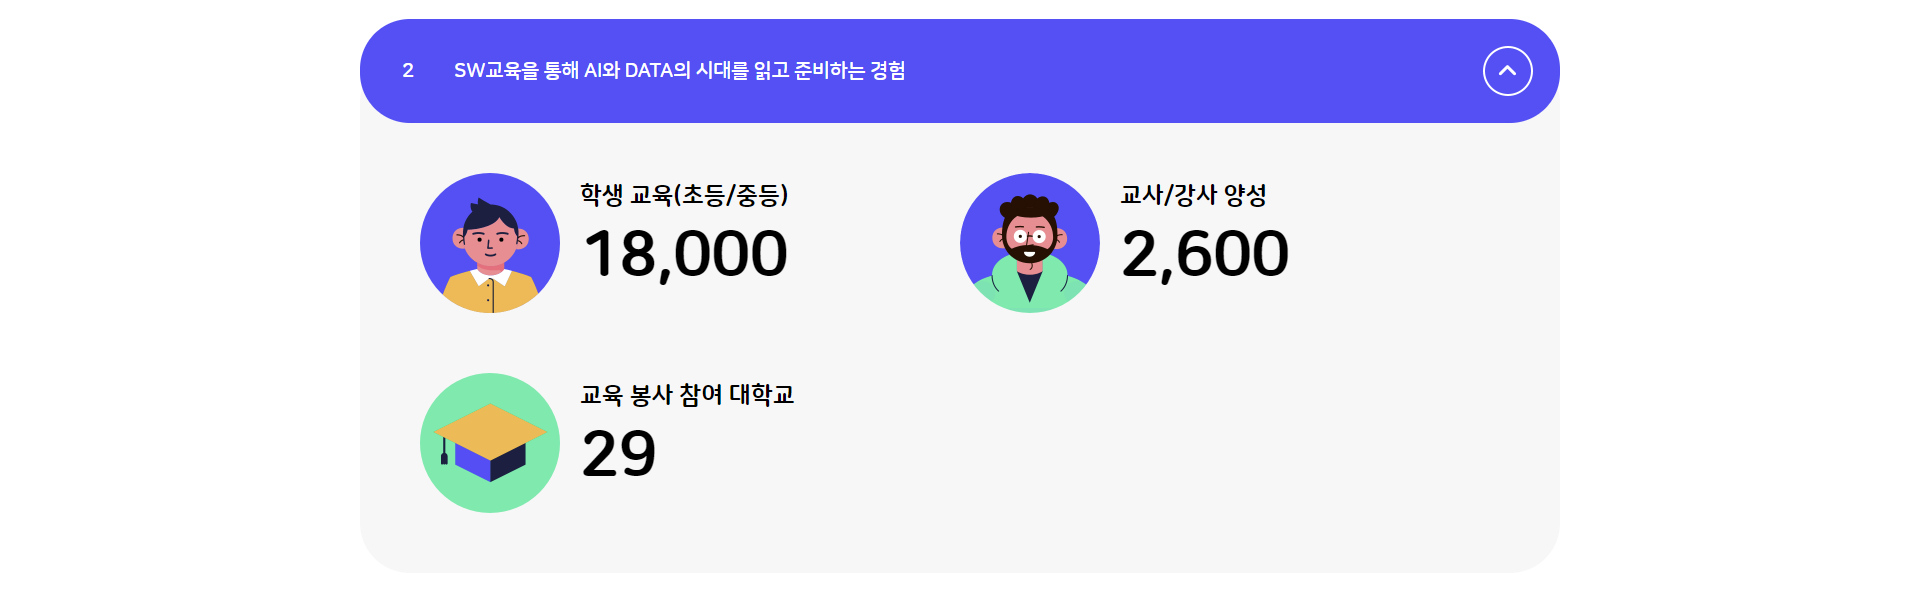 2 SW교육을 통해 AI와 DATA의 시대를 읽고 준비하는 경험
학생 교육(초등/중등)
18,000
교사/강사 양성
2,600
교육 봉사 참여 대학교
29